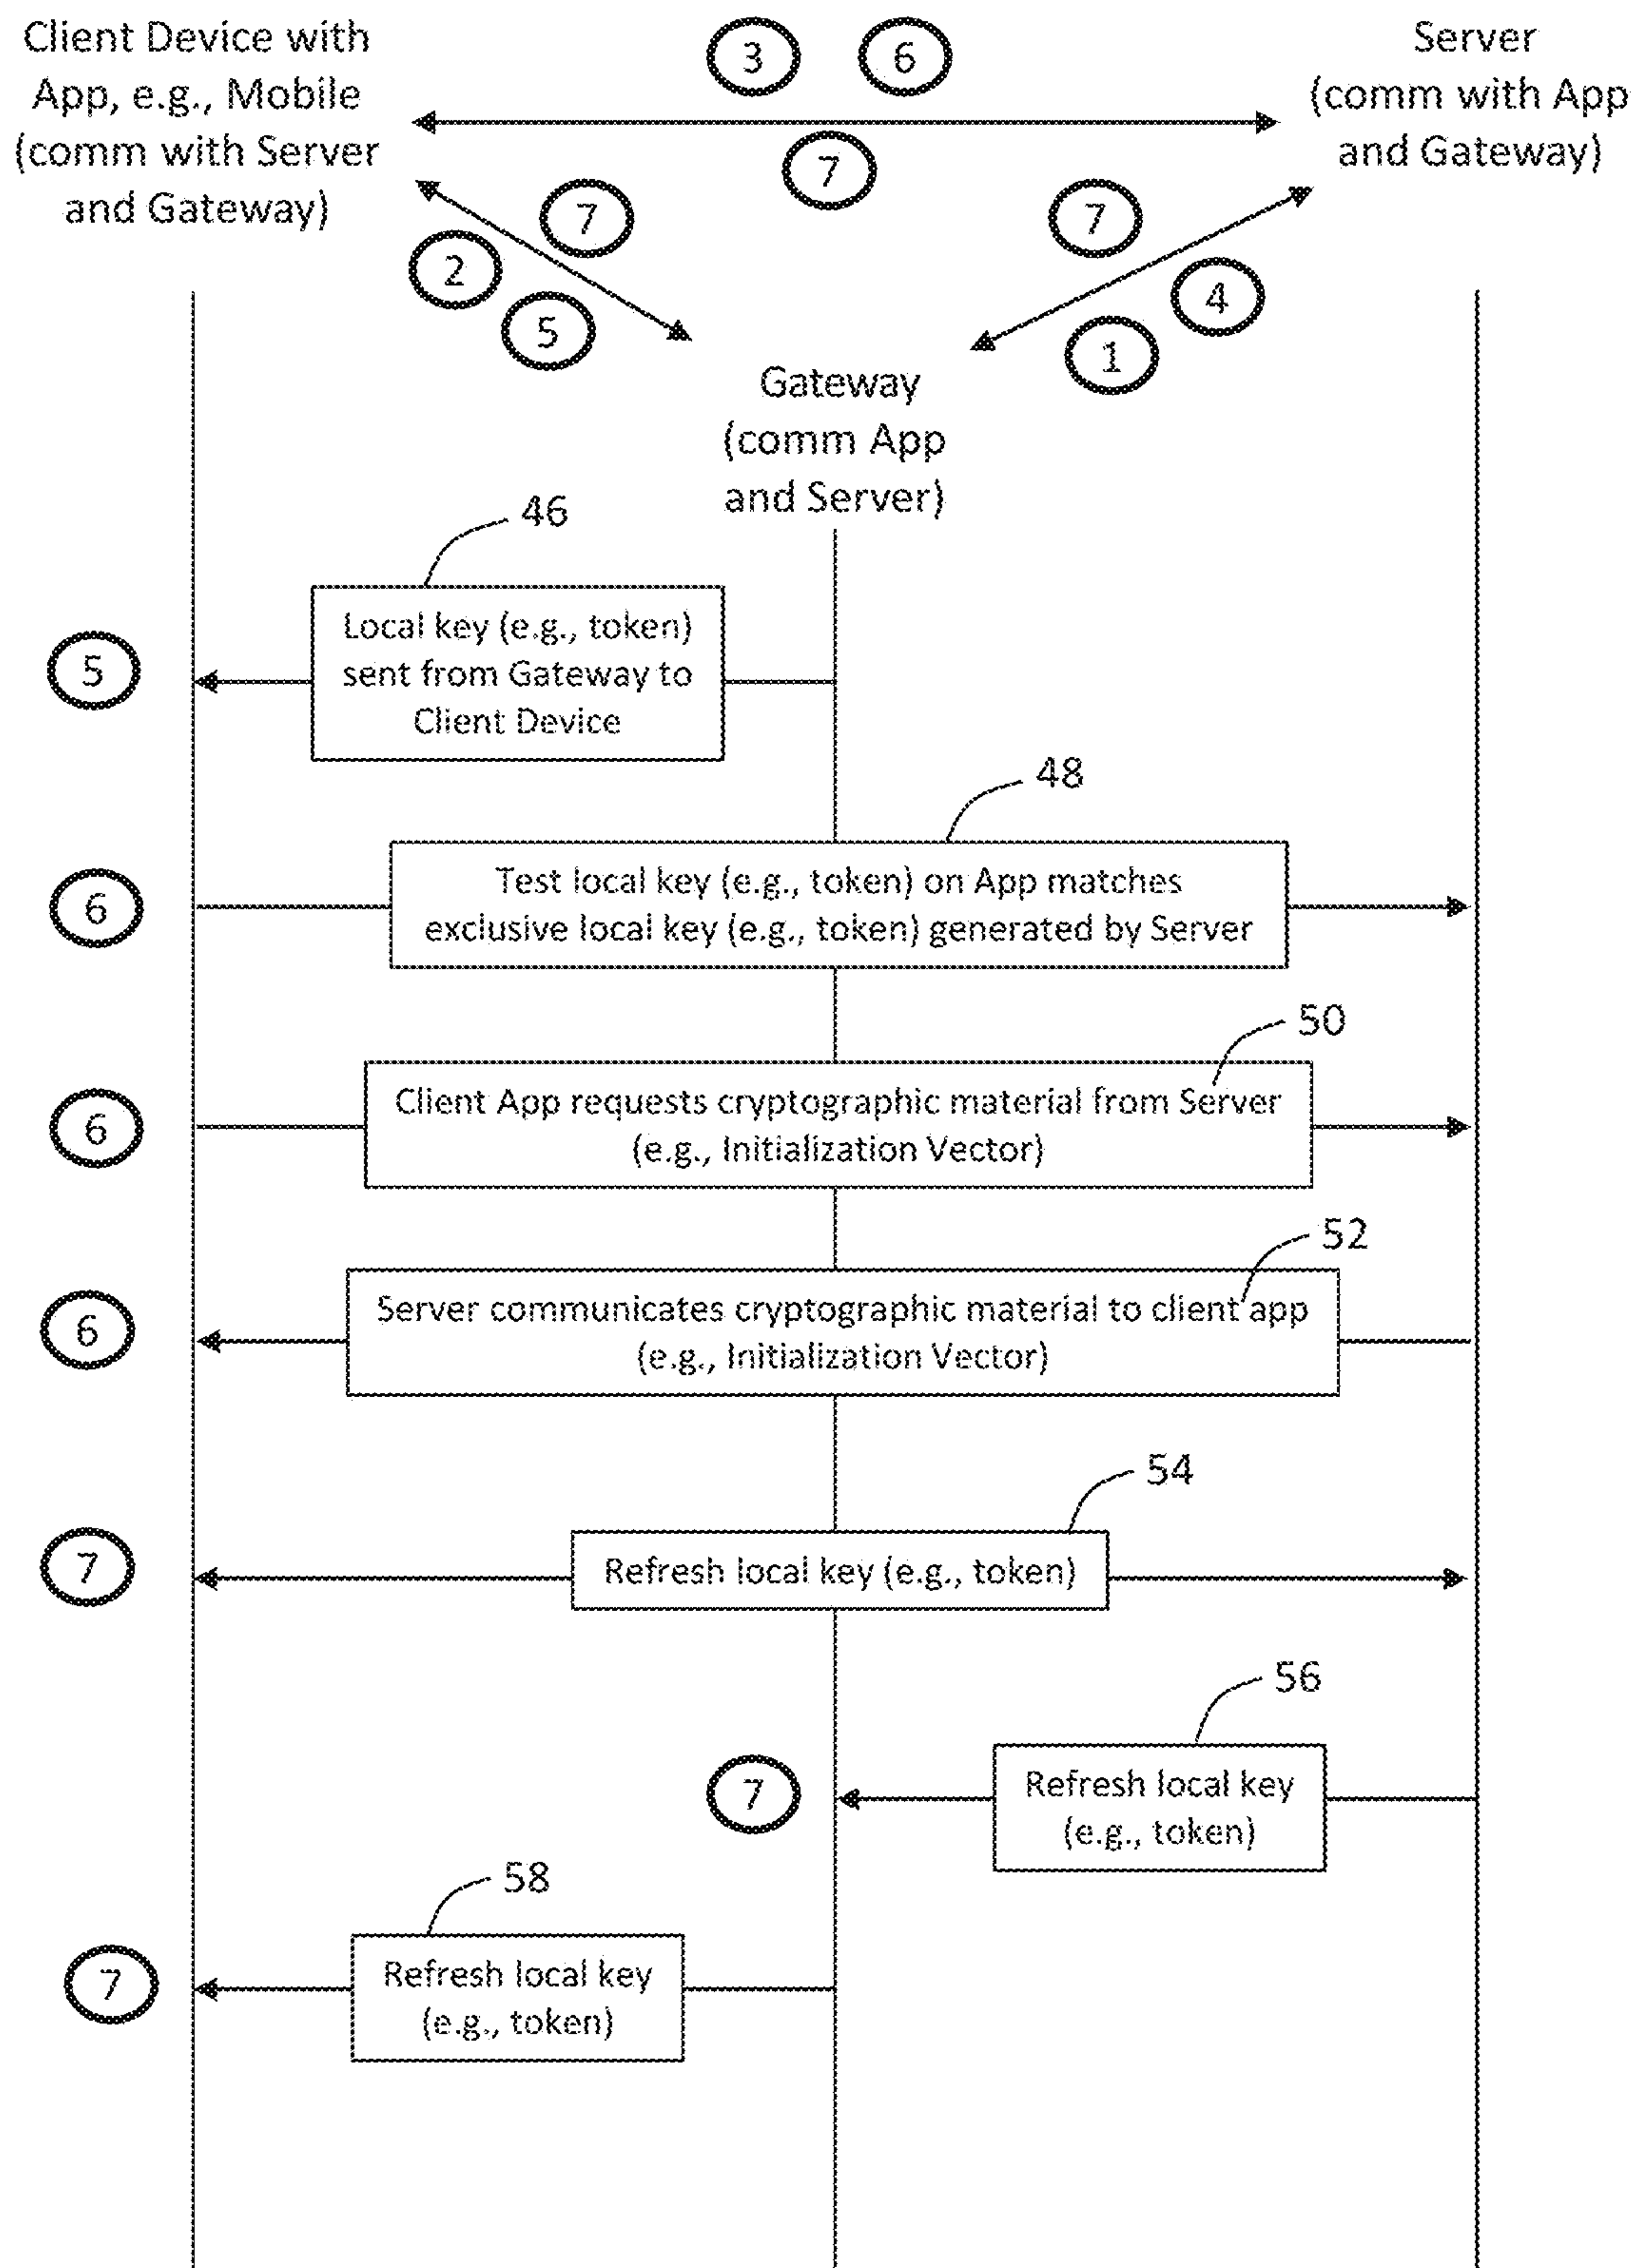 Client Device with
App, e.g., Mobile
(comm with Server
and Gateway)
3
6
7
Server
(comm with App
and Gateway)
7
2
5
7
4
1
Gateway
(comm App
and Server)
46
Local key (e.g., token)
sent from Gateway to
Client Device
5
48
Test local key (e.g., token) on App matches
exclusive local key (e.g., token) generated by Server
6
50
Client App requests cryptographic material from Server
(e.g., Initialization Vector)
6
52
Server communicates cryptographic material to client app
(e.g., Initialization Vector)
6
54
Refresh local key (e.g., token)
7
56
Refresh local key
(e.g., token)
7
58
Refresh local key
(e.g., token)
7